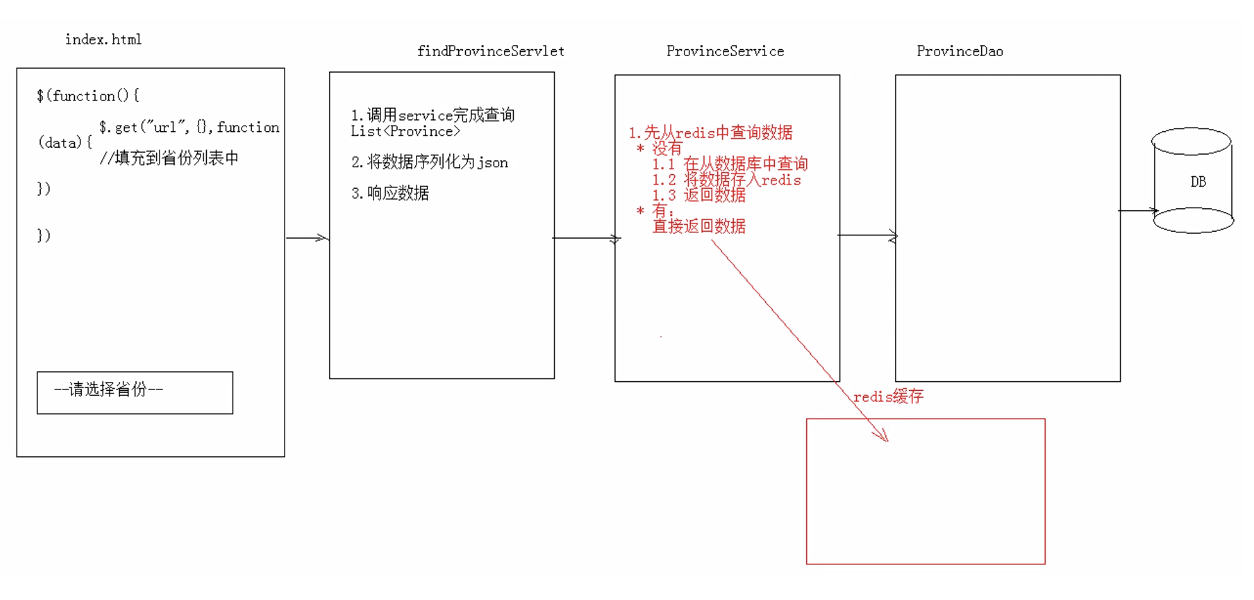 index.html
findProvinceServlet
ProvinceService
ProvinceDao
$(function(){
$.get("url",{},function
(data){
//填充到省份列表中
})
})
--请选择省份--
1.调用service完成查询
List<Province>
2.将数据序列化为json
3.响应数据
1.先从redis中查询数据
* 没有
1.1 在从数据库中查询
1.2 将数据存入redis
1.3 返回数据
* 有：
直接返回数据
DB
redis缓存